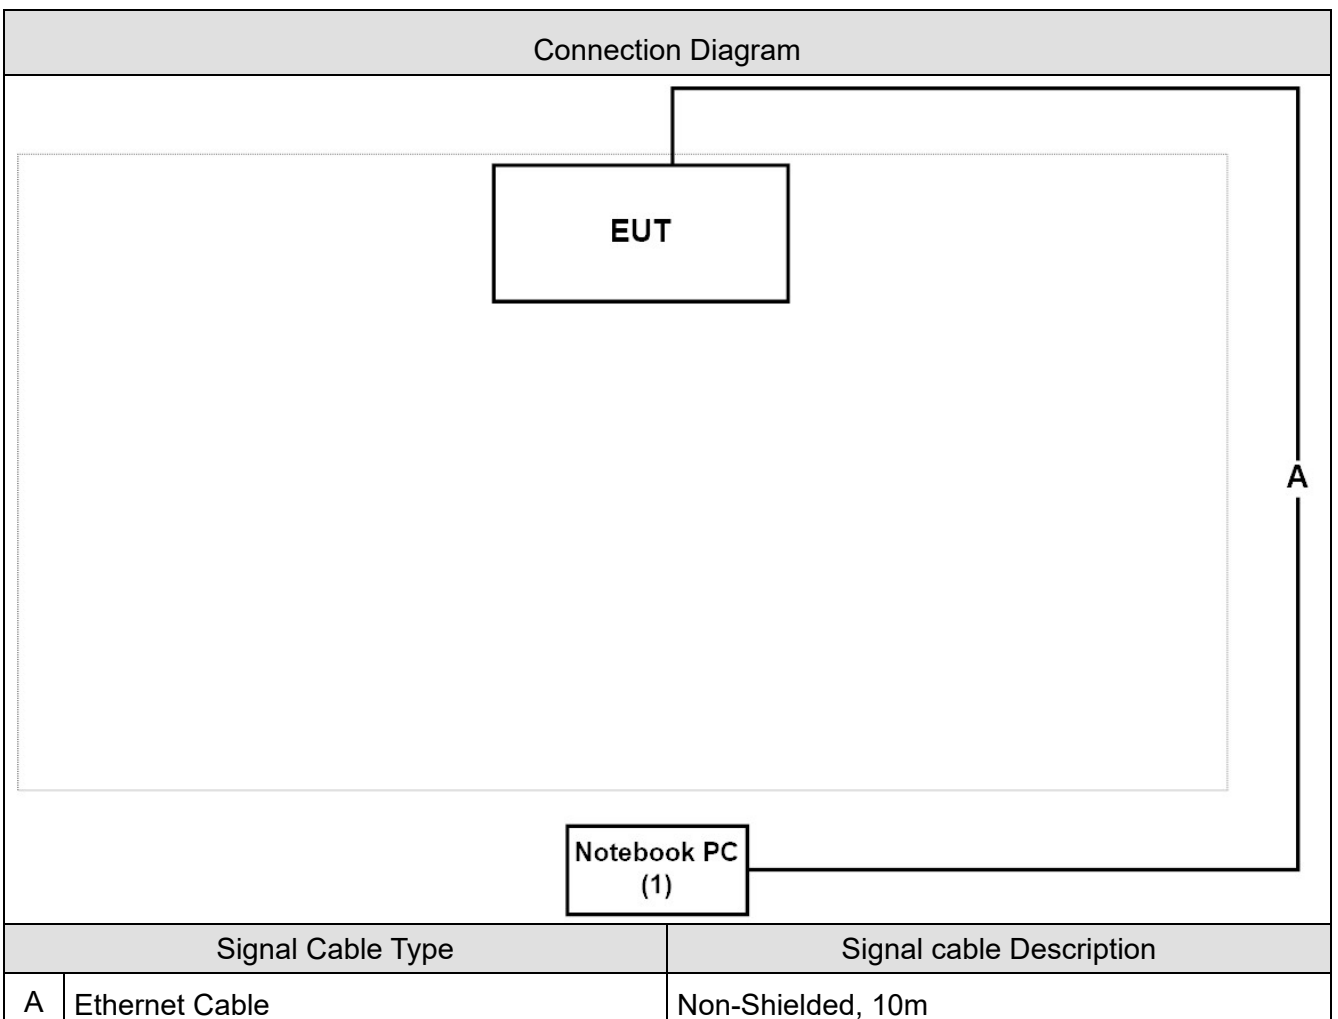 Connection Diagram
EUT
A
Notebook PC
(1)
Signal Cable Type
Signal cable Description
A
Ethernet Cable
Non-Shielded, 10m